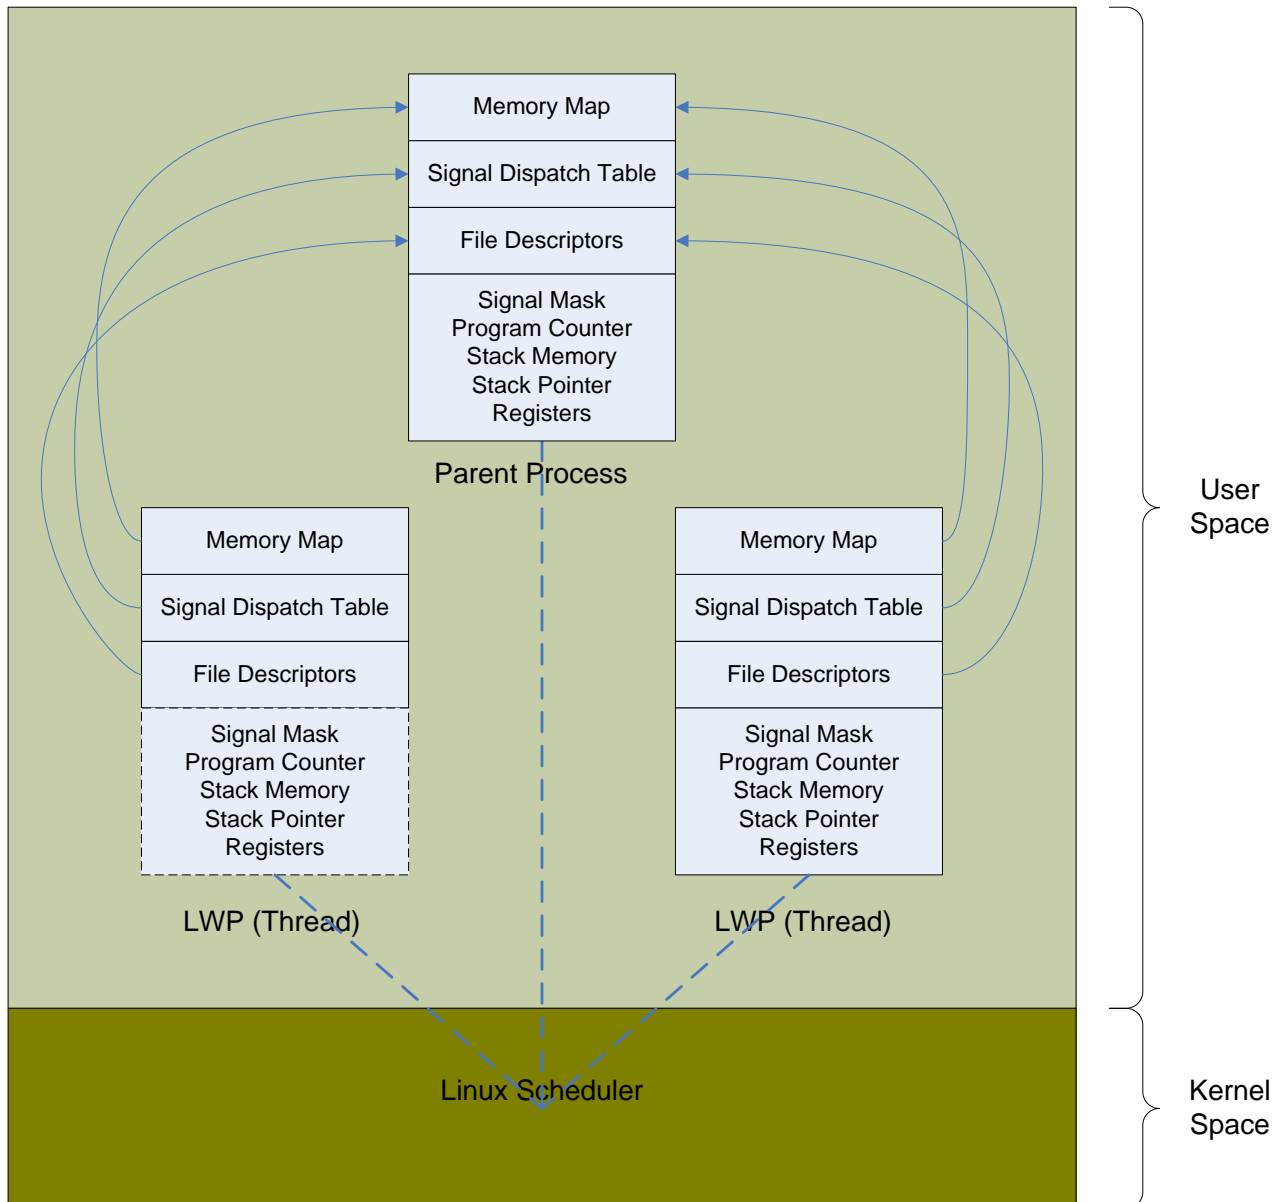 Memory Map
Signal Dispatch Table
File Descriptors
Signal Mask
Program Counter
Stack Memory
Stack Pointer
Registers
Parent Process
Memory Map
Signal Dispatch Table
File Descriptors
Signal Mask
Program Counter
Stack Memory
Stack Pointer
Registers
LWP (Thread)
Memory Map
Signal Dispatch Table
File Descriptors
Signal Mask
Program Counter
Stack Memory
Stack Pointer
Registers
LWP (Thread)
User
Space
Linux Scheduler
Kernel
Space